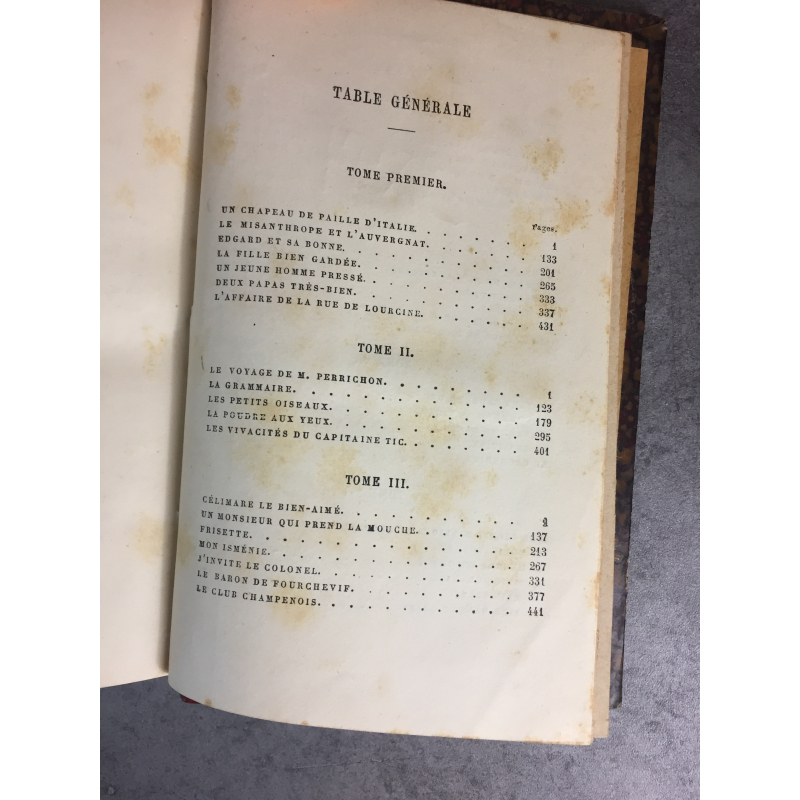 TABLE GÉNÉRALE
TOME PREMIER.
Pages.
UN CHAPEAU DE PAILLE D'ITALIE. 1
LE MISANTHROPE ET L'AUVERGNAT. 133
EDGARD ET SA BONNE. 201
LA FILLE BIEN GARDÉE. 265
UN JEUNE HOMME PRESSÉ. 333
DEUX PAPAS TRÈS-BIEN. 337
L'AFFAIRE DE LA RUE DE LOURCINE. 431
TOME II.
LE VOYAGE DE M. PERRICHON. 1
LA GRAMMAIRE. 123
LES PETITS OISEAUX. 179
LA POUDRE AUX YEUX. 295
LES VIVACITÉS DU CAPITAINE TIC. 401
TOME III.
CÉLIMARE LE BIEN-AIMÉ.
UN MONSIEUR QUI PREND LA MOUCHE. 137
FRISETTE. 213
MON ISMÉNIE. 267
J'INVITE LE COLONEL. 331
LE BARON DE FOURCHEVIF. 377
LE CLUB CHAMPENOIS. 441